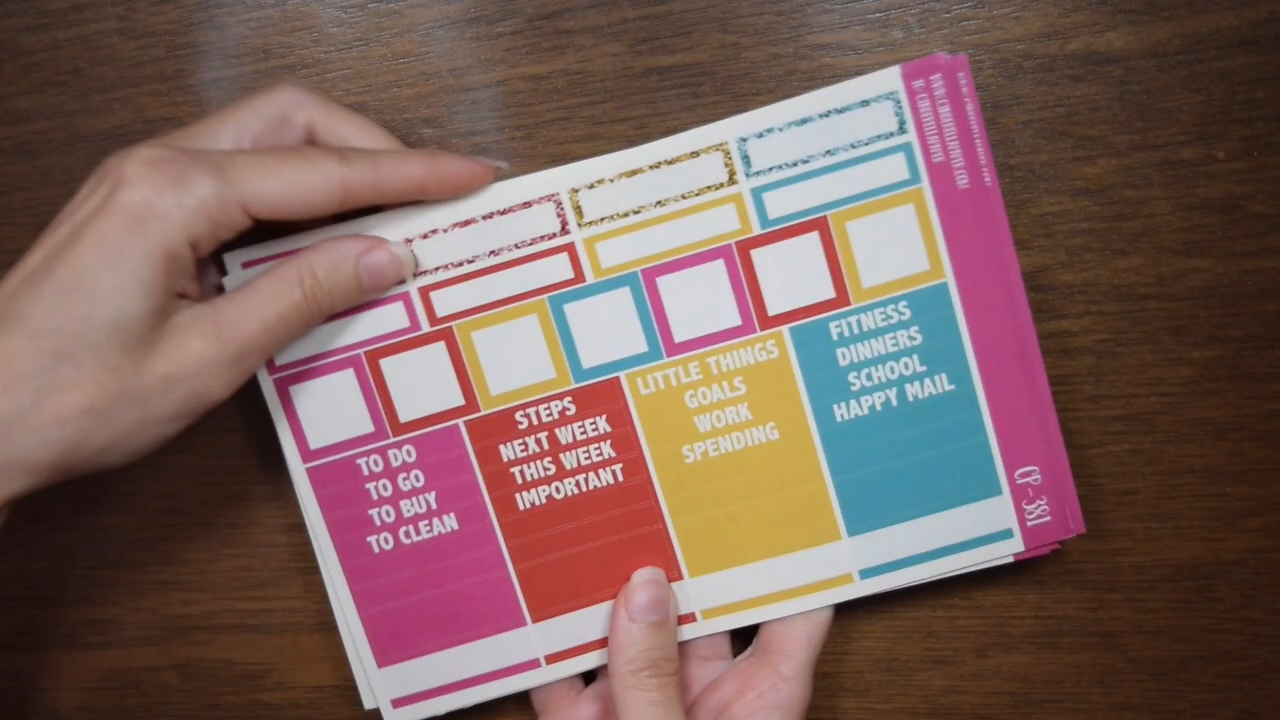 TO DO
TO GO
TO BUY
TO CLEAN
STEPS
NEXT WEEK
THIS WEEK
IMPORTANT
LITTLE THINGS
GOALS
WORK
SPENDING
FITNESS
DINNERS
SCHOOL
HAPPY MAIL
CP - 381